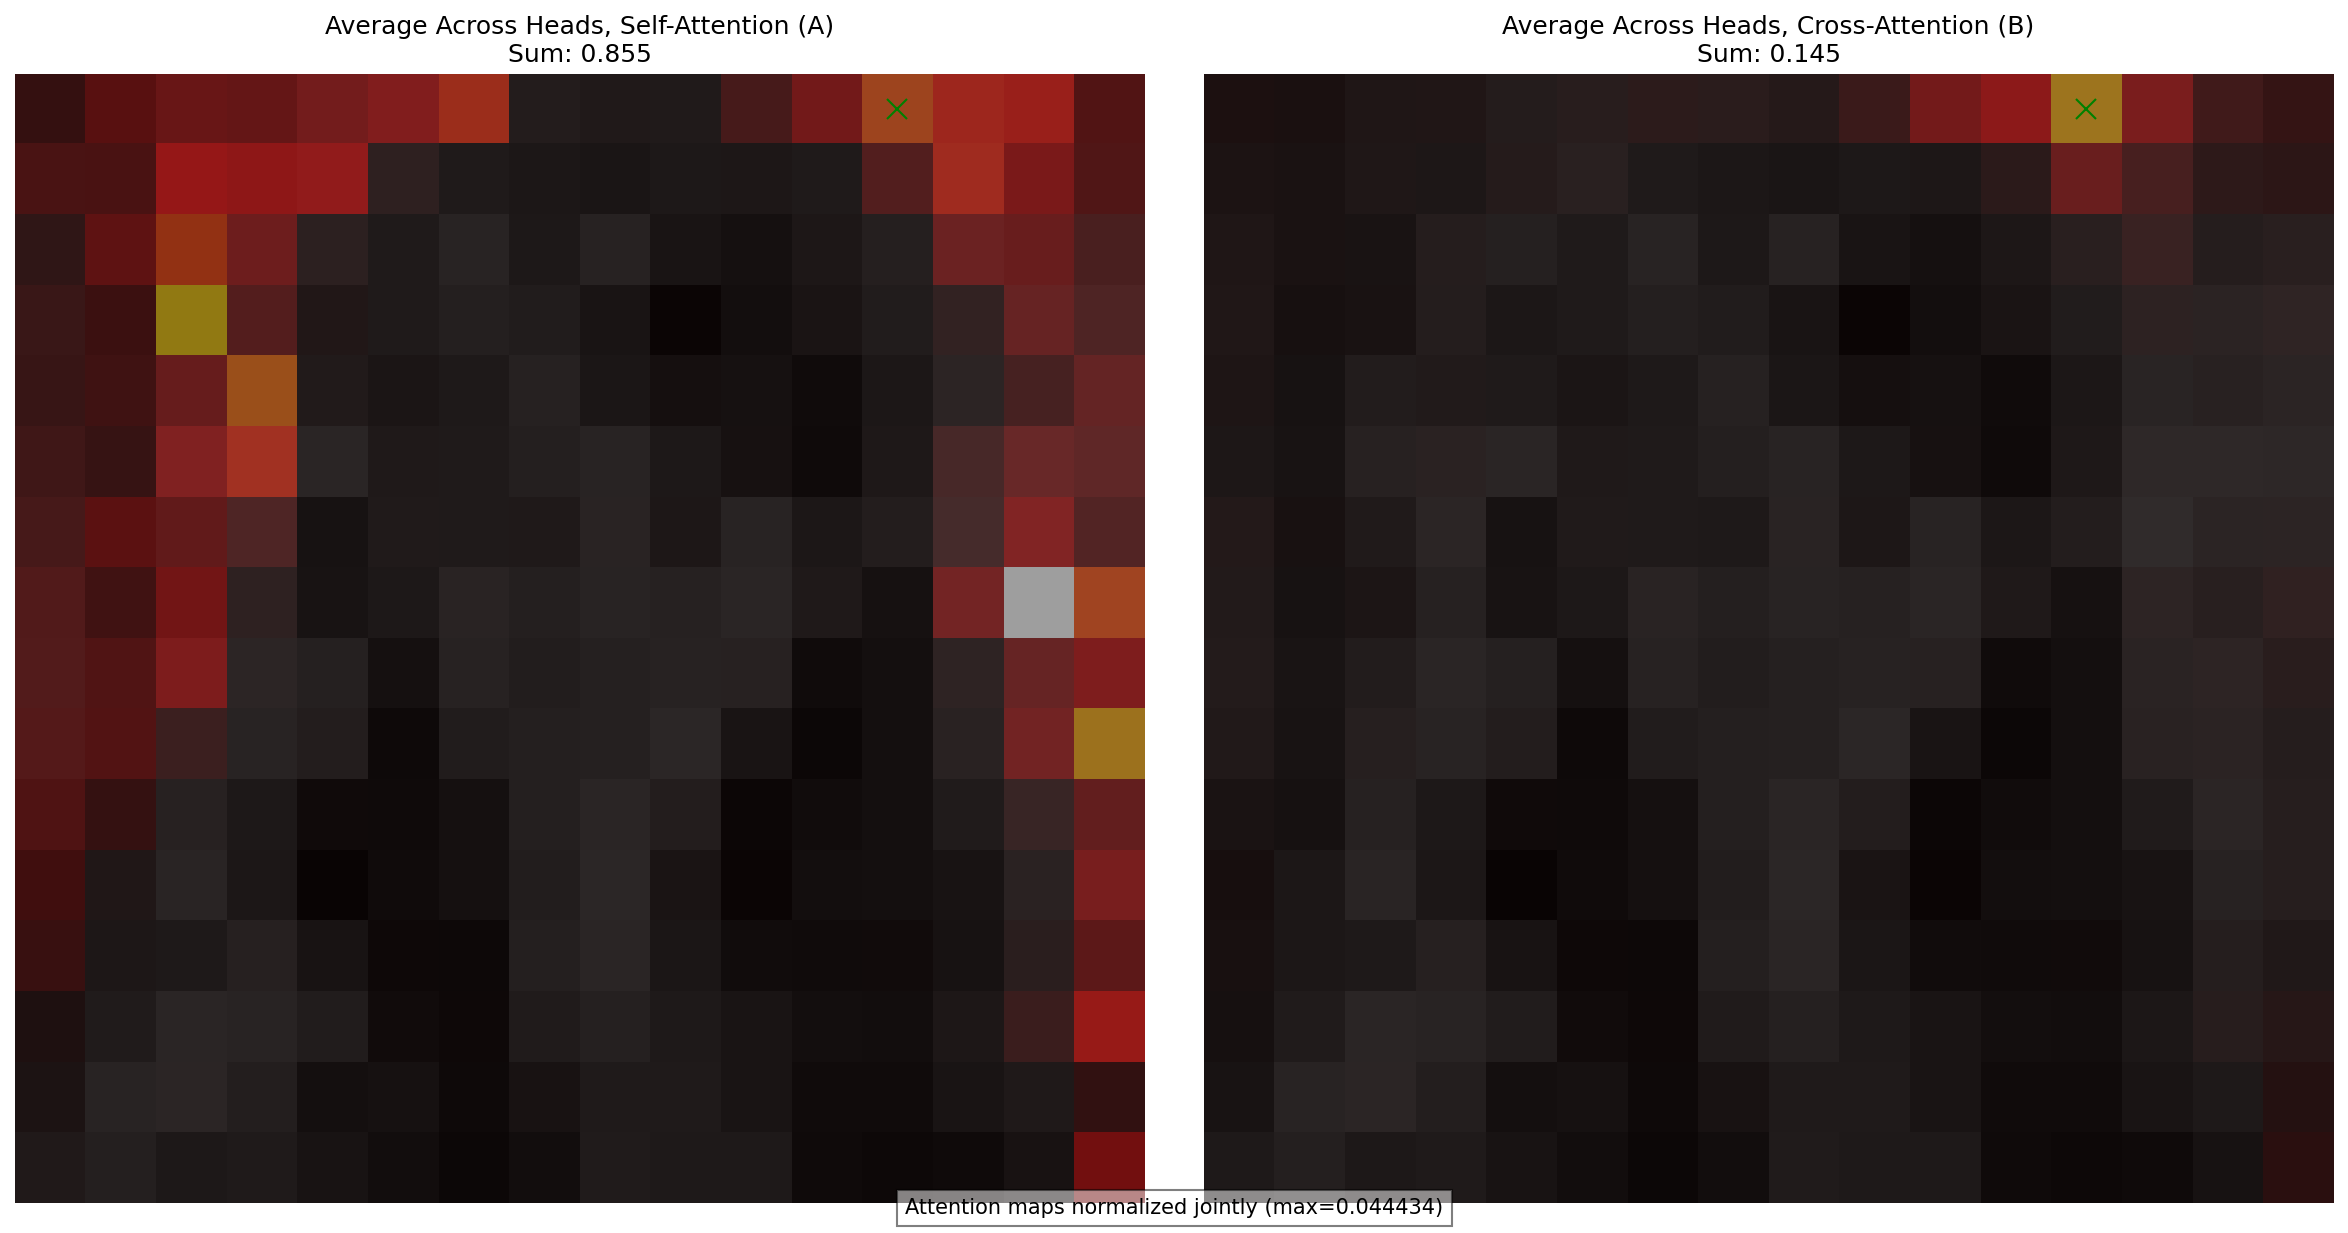 Average Across Heads, Self-Attention (A)
Sum: 0.855
Average Across Heads, Cross-Attention (B)
Sum: 0.145
Attention maps normalized jointly (max=0.044434)